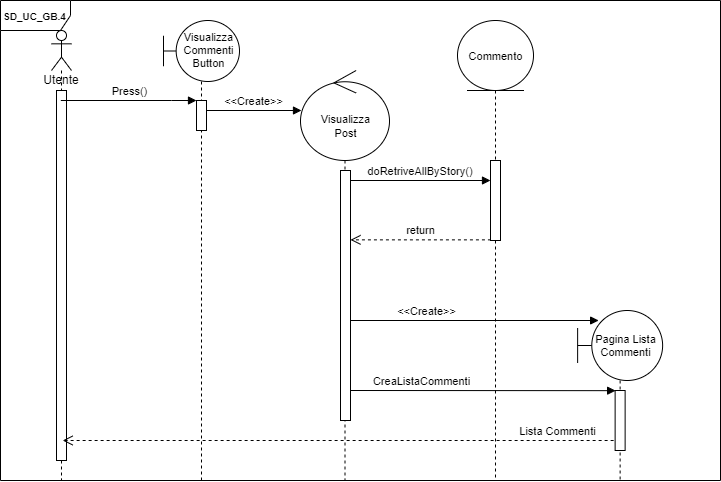 SD_UC_GB.4
Visualizza
Commenti
Button
Commento
Utente
Press()
<<Create>>
Visualizza
Post
doRetriveAllByStory()
return
<<Create>>
Pagina Lista
Commenti
CreaListaCommenti
Lista Commenti